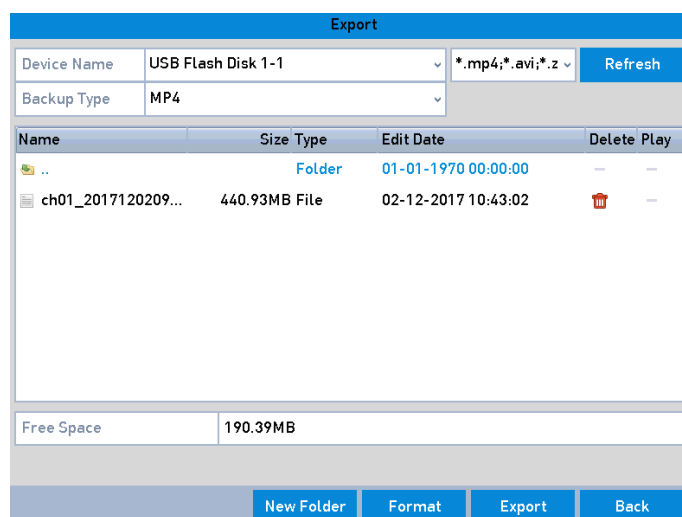 Export
Device Name USB Flash Disk 1-1 *.mp4;*.avi;*.z Refresh
Backup Type MP4
Name Size Type Edit Date Delete Play
.. Folder 01-01-1970 00:00:00 — —
ch01_2017120209... 440.93MB File 02-12-2017 10:43:02 —
Free Space 190.39MB
New Folder Format Export Back